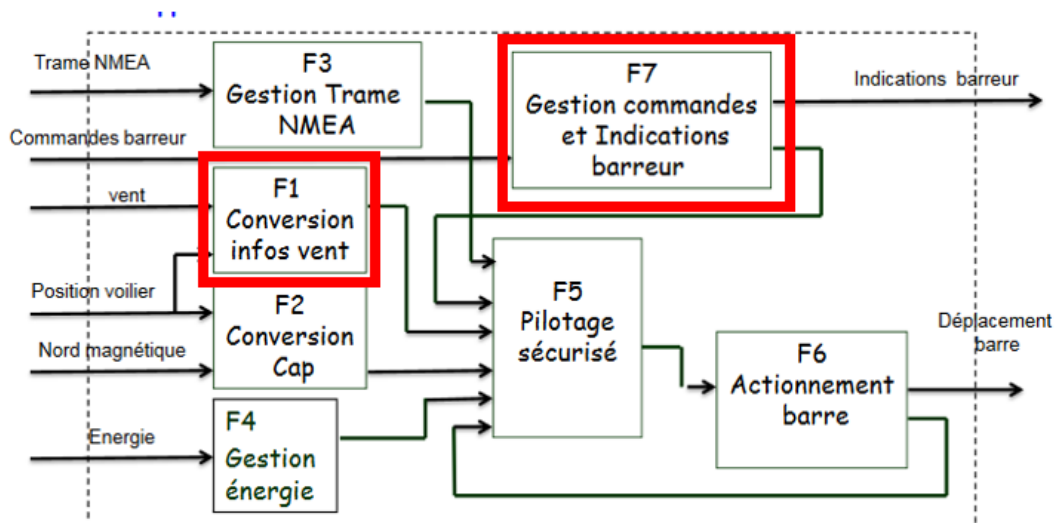 Trame NMEA
F3
Gestion Trame
NMEA
F7
Gestion commandes
et Indications
barreur
Indications barreur
Commandes barreur
vent
F1
Conversion
infos vent
Position voilier
F2
Conversion
Cap
Nord magnétique
F5
Pilotage
sécurisé
F6
Actionnement
barre
Déplacement
barre
Energie
F4
Gestion
énergie